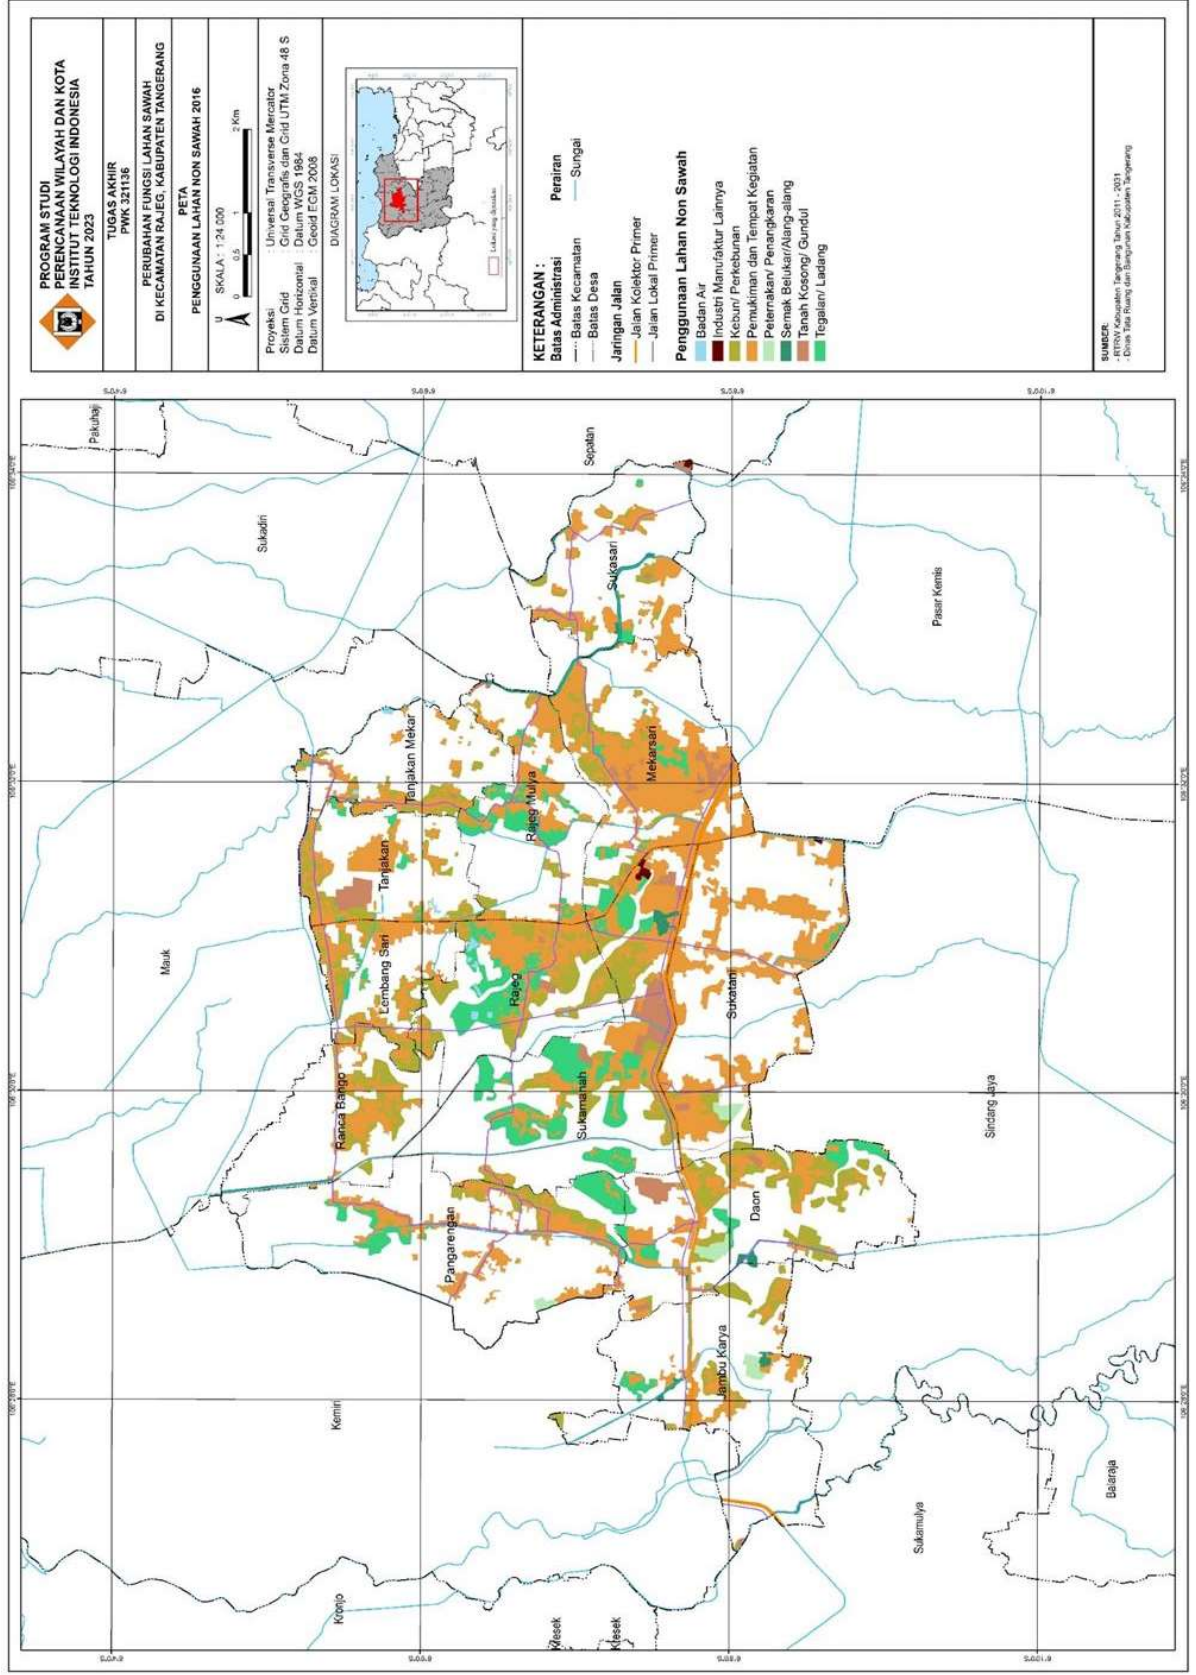 PROGRAM STUDI
PERENCANAAN WILAYAH DAN KOTA
INSTITUT TEKNOLOGI INDONESIA
TAHUN 2023
TUGAS AKHIR
PWK 321136
PERUBAHAN FUNGSI LAHAN SAWAH
DI KECAMATAN RAJEG, KABUPATEN TANGERANG
PETA
PENGGUNAAN LAHAN NON SAWAH 2016
U
SKALA : 1:24 000
0 0,5 1 2 Km
Proyeksi : Universal Transverse Mercator
Sistem Grid : Grid Geografis dan Grid UTM Zona 48 S
Datum Horizontal : Datum WGS 1984
Datum Vertikal : Geoid EGM 2008
DIAGRAM LOKASI
KETERANGAN :
Batas Administrasi
Batas Kecamatan
Batas Desa
Perairan
Sungai
Jaringan Jalan
Jalan Kolektor Primer
Jalan Lokal Primer
Penggunaan Lahan Non Sawah
Badan Air
Industri Manufaktur Lainnya
Kebun/ Perkebunan
Pemukiman dan Tempat Kegiatan
Peternakan/ Penangkaran
Semak Belukar/Alang-alang
Tanah Kosong/ Gundul
Tegalan/ Ladang
SUMBER:
- RTRW Kabupaten Tangerang Tahun 2011 - 2031
- Dinas Tata Ruang dan Bangunan Kabupaten Tangerang
Pakuhaji
Sukadiri
Sepatan
Sukasari
Pasar Kemis
Tanjakan Mekar
Rajeg Mulya
Mekarsari
Tanjakan
Mauk
Lembang Sari
Rajeg
Sukatani
Ranca Bango
Sukamanah
Sindang Jaya
Pangarengan
Daon
Jambu Karya
Kemiri
Kronjo
Sukamulya
Balaraja